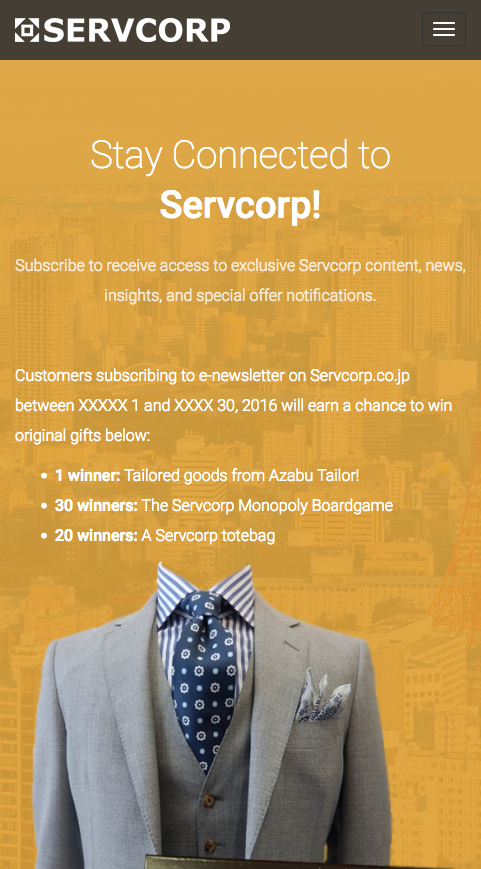 SERVCORP
Stay Connected to
Servcorp!
Subscribe to receive access to exclusive Servcorp content, news,
insights, and special offer notifications.
Customers subscribing to e-newsletter on Servcorp.co.jp
between XXXXX 1 and XXXX 30, 2016 will earn a chance to win
original gifts below:
• 1 winner: Tailored goods from Azabu Tailor!
• 30 winners: The Servcorp Monopoly Boardgame
• 20 winners: A Servcorp totebag